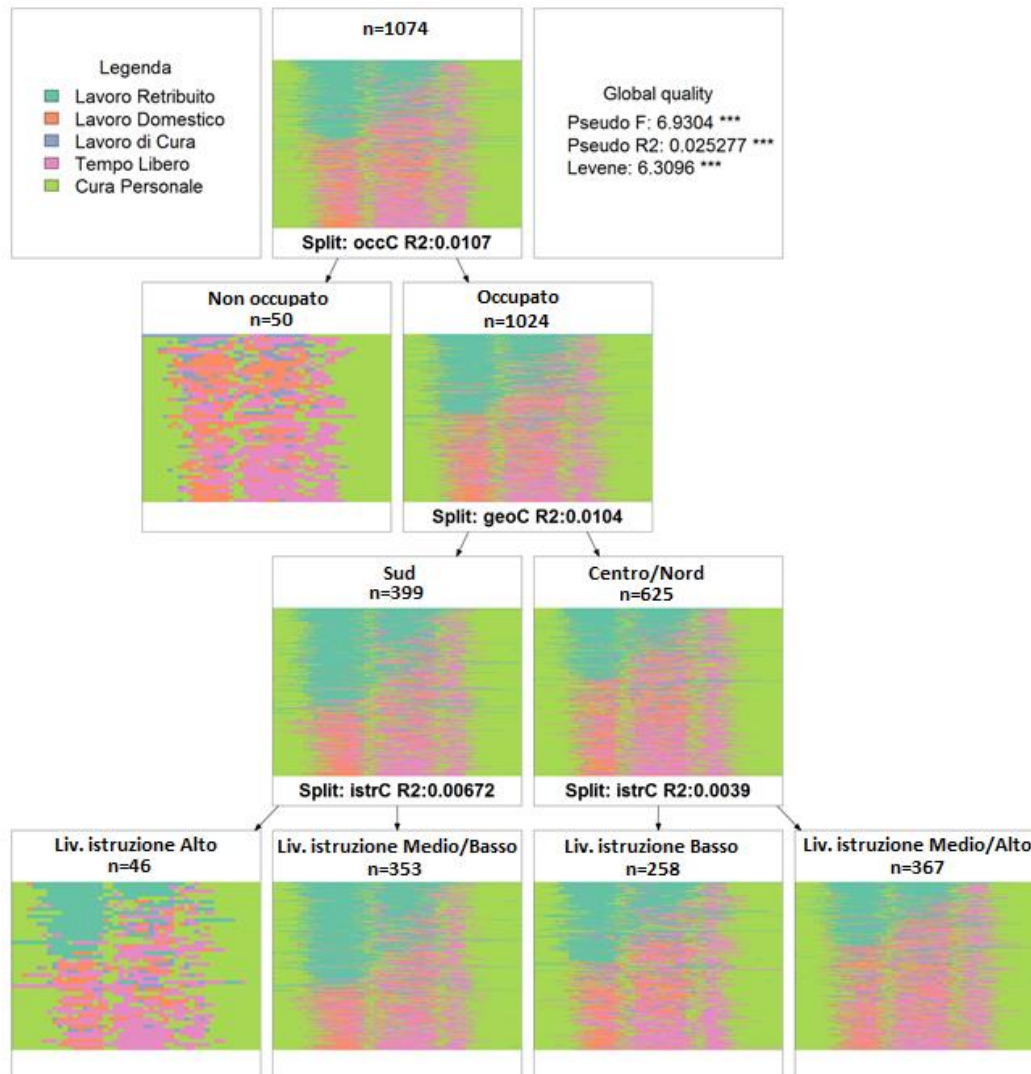 Legenda
Lavoro Retribuito
Lavoro Domestico
Lavoro di Cura
Tempo Libero
Cura Personale
n=1074
Split: occC R2:0.0107
Global quality
Pseudo F: 6.9304 ***
Pseudo R2: 0.025277 ***
Levene: 6.3096 ***
Non occupato
n=50
Occupato
n=1024
Split: geoC R2:0.0104
Sud
n=399
Split: istrC R2:0.00672
Centro/Nord
n=625
Split: istrC R2:0.0039
Liv. istruzione Alto
n=46
Liv. istruzione Medio/Basso
n=353
Liv. istruzione Basso
n=258
Liv. istruzione Medio/Alto
n=367